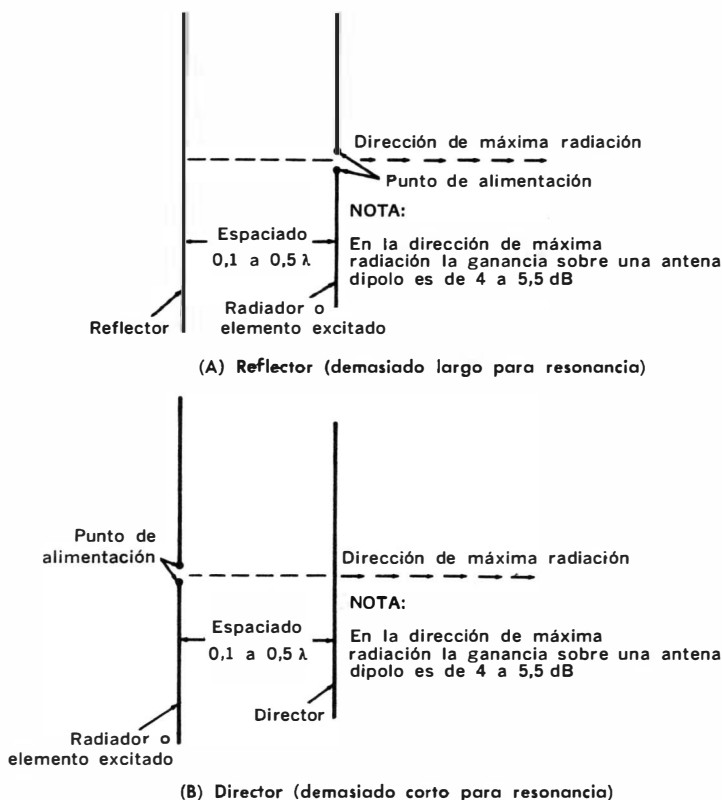 Dirección de máxima radiación
Punto de alimentación
NOTA:
En la dirección de máxima
radiación la ganancia sobre una antena
dipolo es de 4 a 5,5 dB
Espaciado
0,1 a 0,5 λ
Reflector
Radiador o
elemento excitado
(A) Reflector (demasiado largo para resonancia)
Punto de
alimentación
Dirección de máxima radiación
NOTA:
En la dirección de máxima
radiación la ganancia sobre una antena
dipolo es de 4 a 5,5 dB
Espaciado
0,1 a 0,5 λ
Director
Radiador o
elemento excitado
(B) Director (demasiado corto para resonancia)